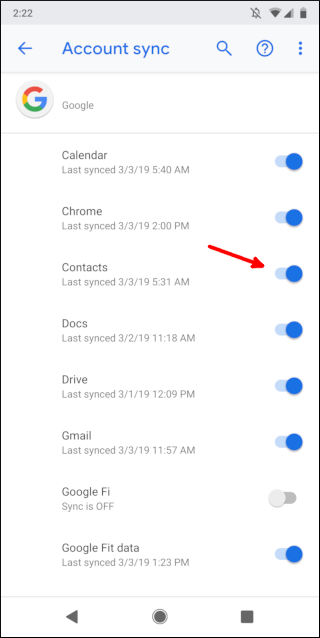 2:22
Account sync
Google
Calendar
Last synced 3/3/19 5:40 AM
Chrome
Last synced 3/3/19 2:00 PM
Contacts
Last synced 3/3/19 5:31 AM
Docs
Last synced 3/2/19 11:18 AM
Drive
Last synced 3/1/19 12:09 PM
Gmail
Last synced 3/3/19 11:57 AM
Google Fi
Sync is OFF
Google Fit data
Last synced 3/3/19 1:23 PM